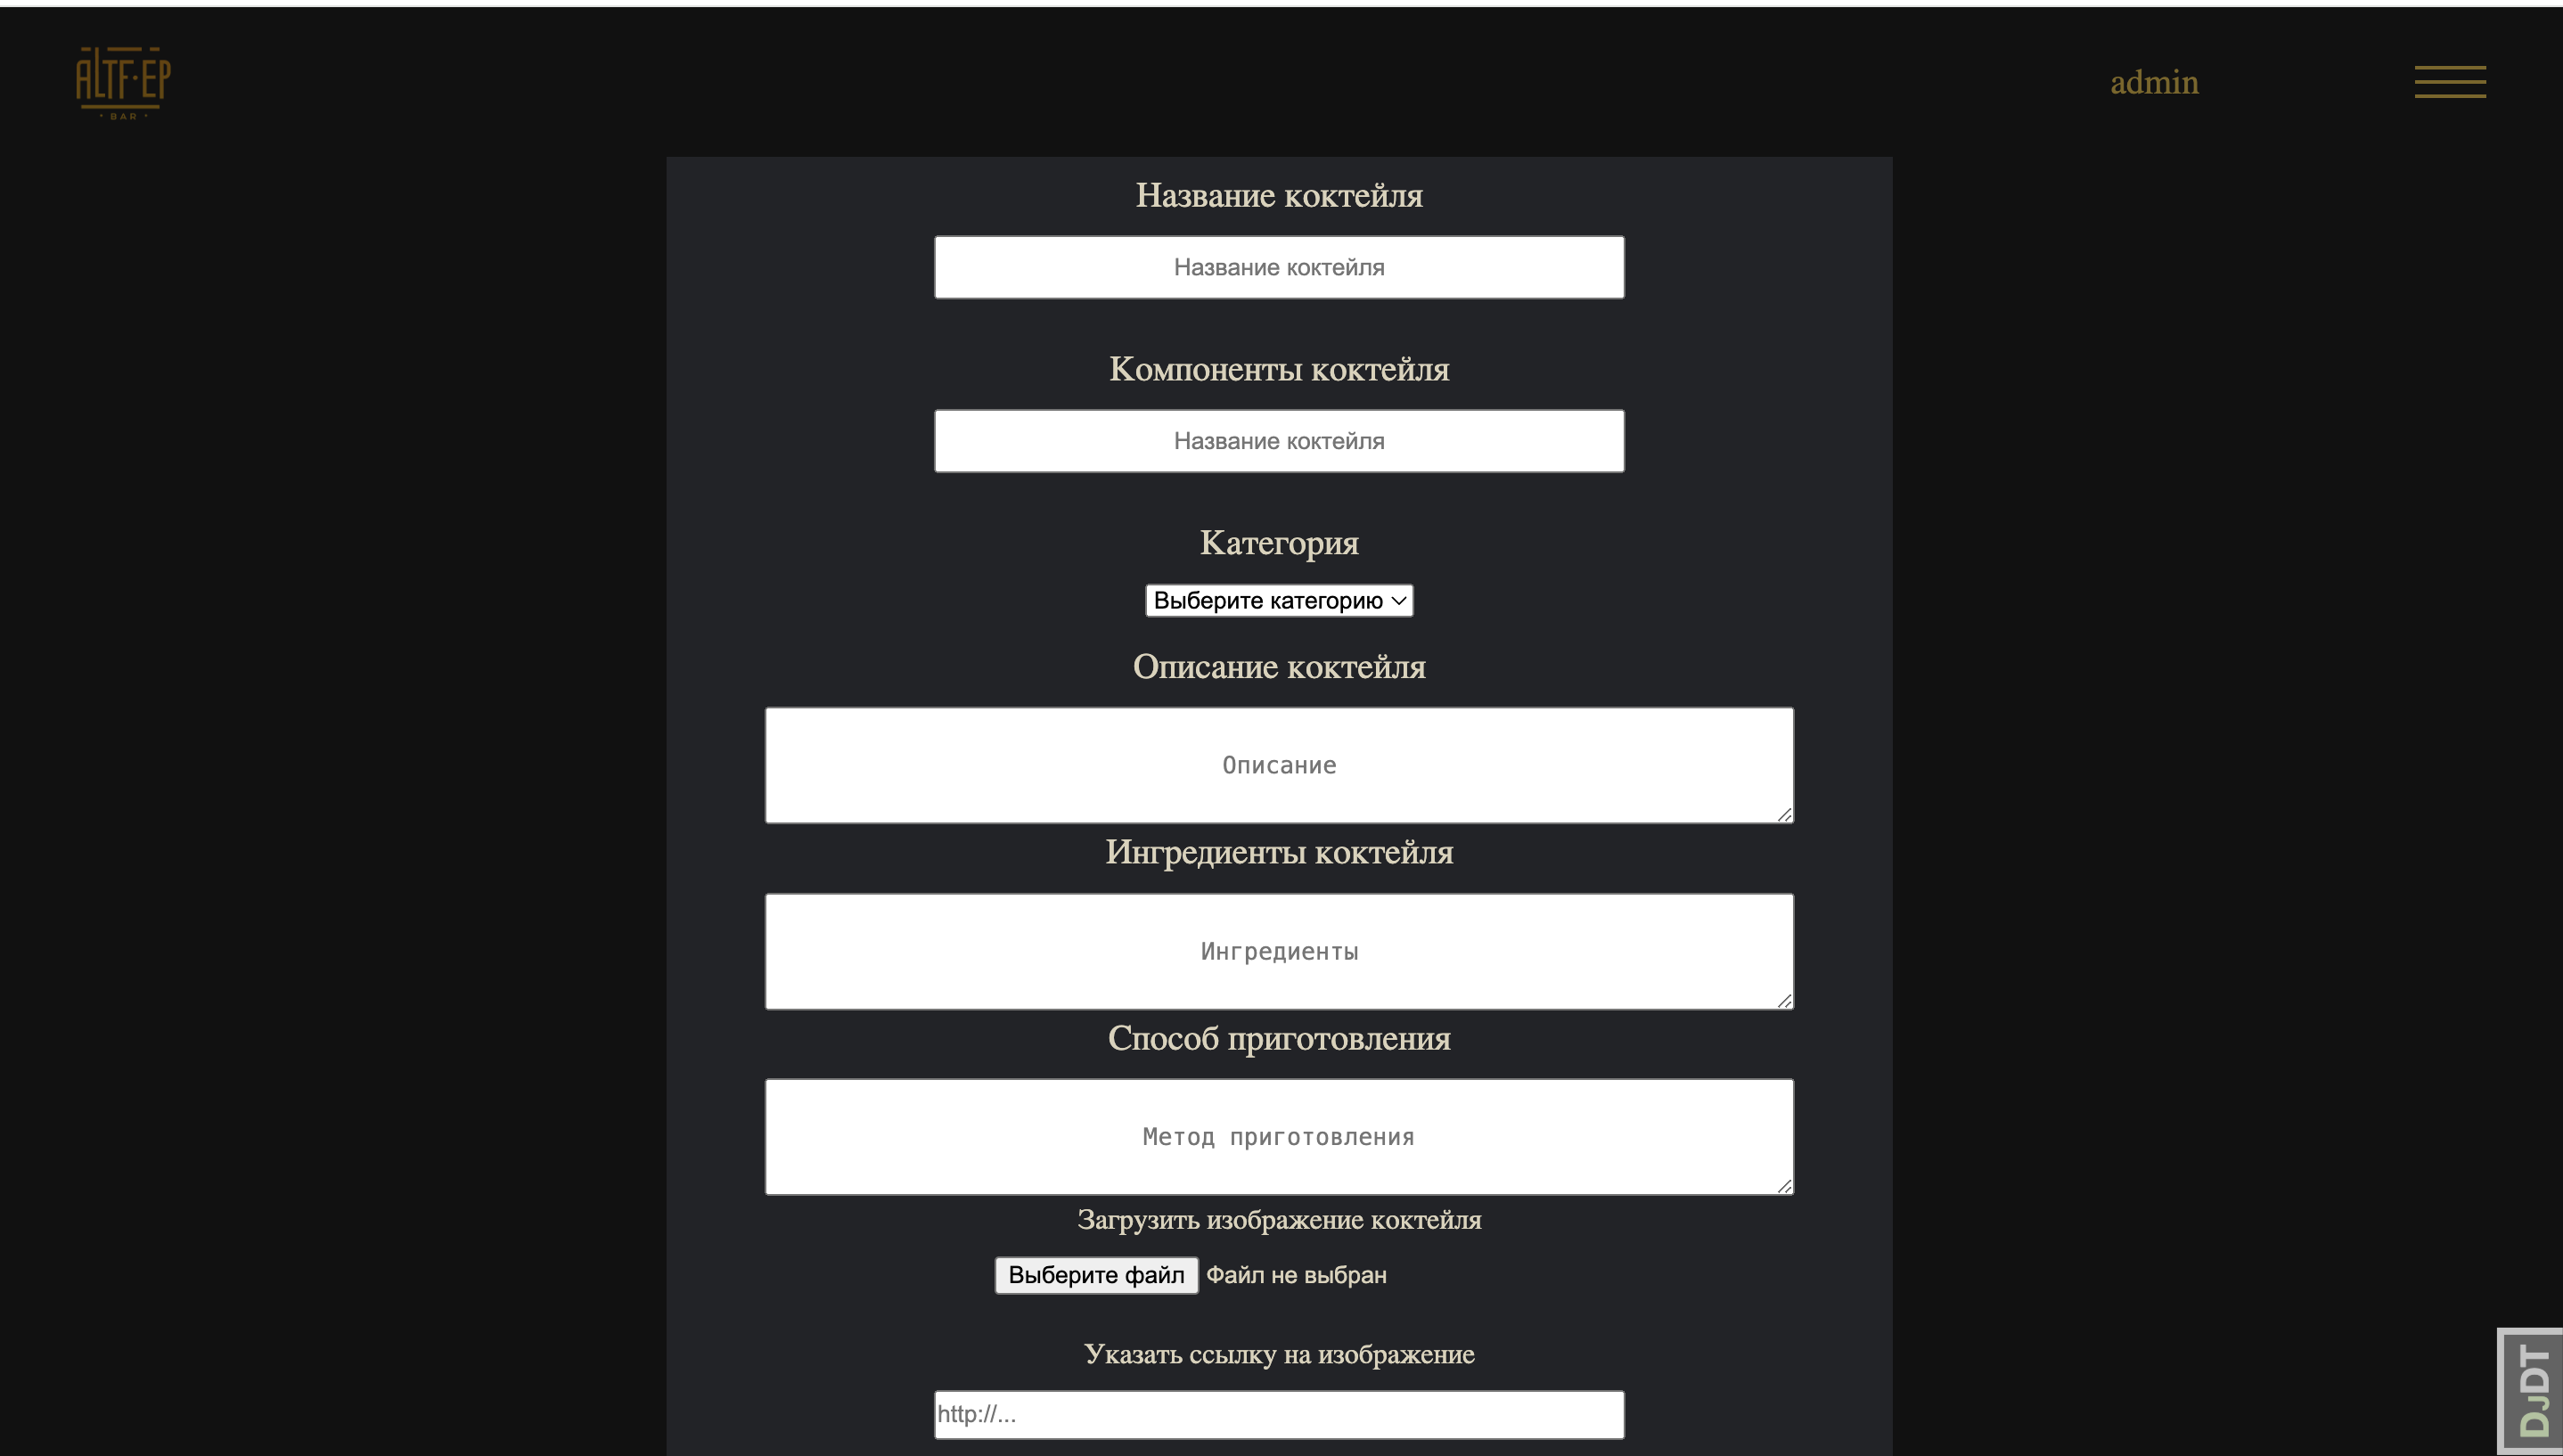 ALTF·EP
· BAR ·
admin
Название коктейля
Название коктейля
Компоненты коктейля
Название коктейля
Категория
Выберите категорию
Описание коктейля
Описание
Ингредиенты коктейля
Ингредиенты
Способ приготовления
Метод приготовления
Загрузить изображение коктейля
Выберите файл Файл не выбран
Указать ссылку на изображение
http://...
DJDT